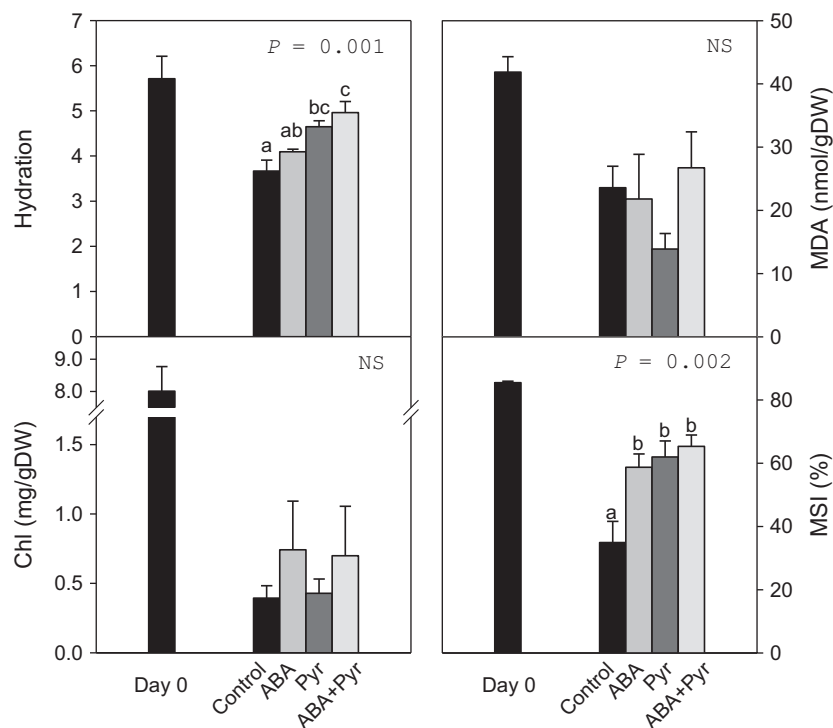 7
6
5
4
3
2
1
0
Hydration
P = 0.001
a
ab
bc
c
NS
50
40
30
20
10
0
MDA (nmol/gDW)
9.0
8.0
1.5
1.0
0.5
0.0
Chl (mg/gDW)
NS
P = 0.002
a
b
b
b
80
60
40
20
0
MSI (%)
Day 0
Control
ABA
Pyr
ABA+Pyr
Day 0
Control
ABA
Pyr
ABA+Pyr